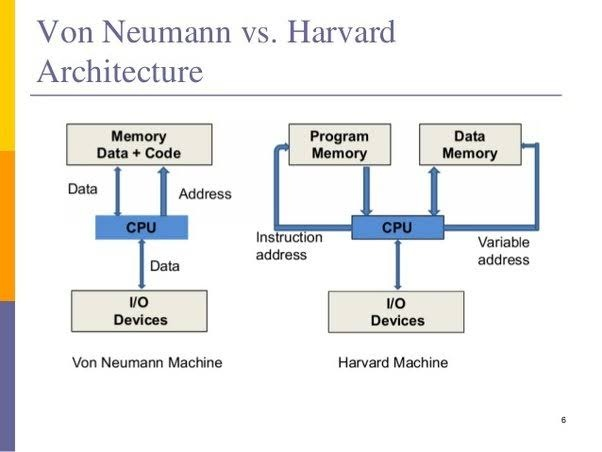 Von Neumann vs. Harvard
Architecture
Memory
Data + Code
Data
Address
CPU
Data
I/O
Devices
Von Neumann Machine
Program
Memory
Data
Memory
Instruction
address
CPU
Variable
address
I/O
Devices
Harvard Machine
6